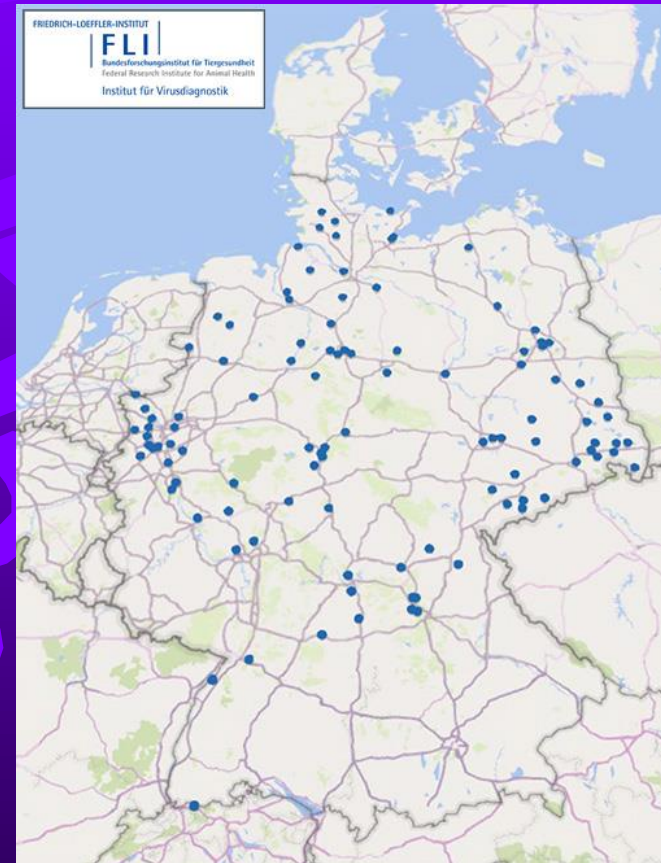 FRIEDRICH-LOEFFLER-INSTITUT
FLI
Bundesforschungsinstitut für Tiergesundheit
Federal Research Institute for Animal Health
Institut für Virusdiagnostik